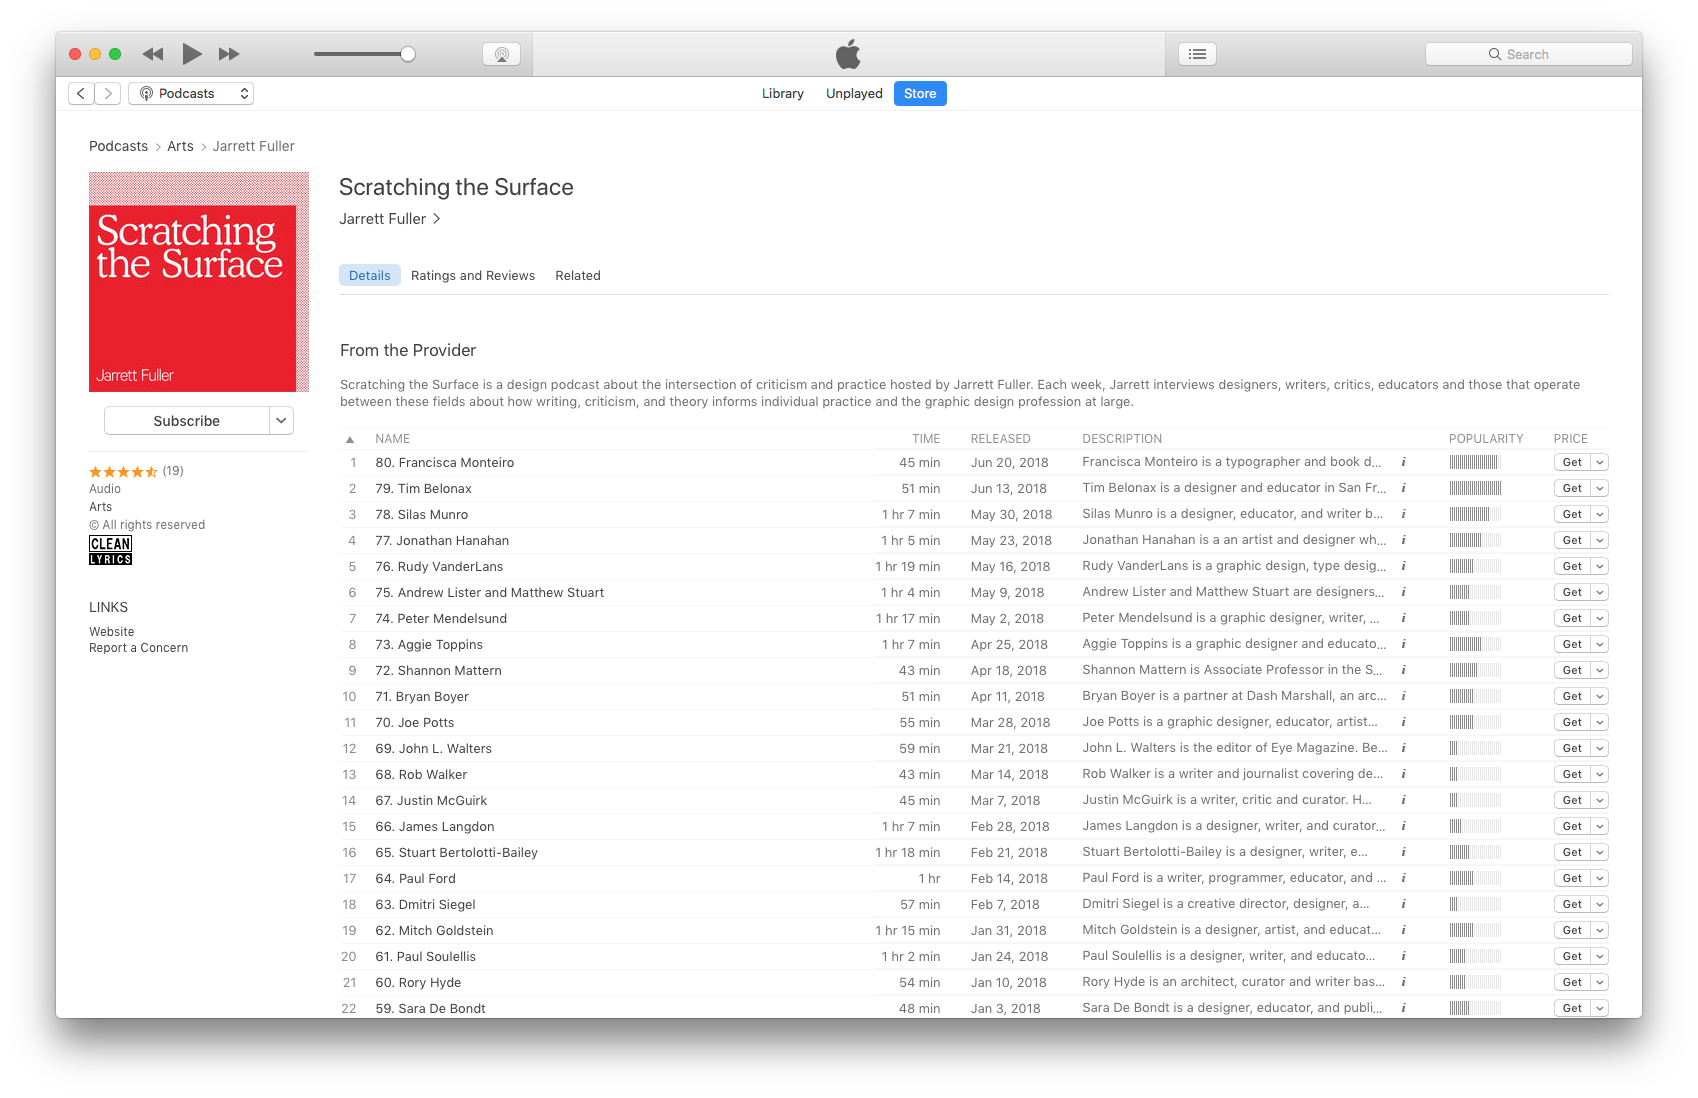 Search
Podcasts
Library Unplayed Store
Podcasts > Arts > Jarrett Fuller
Scratching
the Surface
Jarrett Fuller
Subscribe
(19)
Audio
Arts
© All rights reserved
CLEAN
LYRICS
LINKS
Website
Report a Concern
Scratching the Surface
Jarrett Fuller >
Details Ratings and Reviews Related
From the Provider
Scratching the Surface is a design podcast about the intersection of criticism and practice hosted by Jarrett Fuller. Each week, Jarrett interviews designers, writers, critics, educators and those that operate
between these fields about how writing, criticism, and theory informs individual practice and the graphic design profession at large.
▲ NAME TIME RELEASED DESCRIPTION POPULARITY PRICE
1 80. Francisca Monteiro 45 min Jun 20, 2018 Francisca Monteiro is a typographer and book d... i Get
2 79. Tim Belonax 51 min Jun 13, 2018 Tim Belonax is a designer and educator in San Fr... i Get
3 78. Silas Munro 1 hr 7 min May 30, 2018 Silas Munro is a designer, educator, and writer b... i Get
4 77. Jonathan Hanahan 1 hr 5 min May 23, 2018 Jonathan Hanahan is a an artist and designer wh... i Get
5 76. Rudy VanderLans 1 hr 19 min May 16, 2018 Rudy VanderLans is a graphic design, type desig... i Get
6 75. Andrew Lister and Matthew Stuart 1 hr 4 min May 9, 2018 Andrew Lister and Matthew Stuart are designers... i Get
7 74. Peter Mendelsund 1 hr 17 min May 2, 2018 Peter Mendelsund is a graphic designer, writer, ... i Get
8 73. Aggie Toppins 1 hr 7 min Apr 25, 2018 Aggie Toppins is a graphic designer and educato... i Get
9 72. Shannon Mattern 43 min Apr 18, 2018 Shannon Mattern is Associate Professor in the S... i Get
10 71. Bryan Boyer 51 min Apr 11, 2018 Bryan Boyer is a partner at Dash Marshall, an arc... i Get
11 70. Joe Potts 55 min Mar 28, 2018 Joe Potts is a graphic designer, educator, artist... i Get
12 69. John L. Walters 59 min Mar 21, 2018 John L. Walters is the editor of Eye Magazine. Be... i Get
13 68. Rob Walker 43 min Mar 14, 2018 Rob Walker is a writer and journalist covering de... i Get
14 67. Justin McGuirk 45 min Mar 7, 2018 Justin McGuirk is a writer, critic and curator. H... i Get
15 66. James Langdon 1 hr 7 min Feb 28, 2018 James Langdon is a designer, writer, and curator... i Get
16 65. Stuart Bertolotti-Bailey 1 hr 18 min Feb 21, 2018 Stuart Bertolotti-Bailey is a designer, writer, e... i Get
17 64. Paul Ford 1 hr Feb 14, 2018 Paul Ford is a writer, programmer, educator, and ... i Get
18 63. Dmitri Siegel 57 min Feb 7, 2018 Dmitri Siegel is a creative director, designer, a... i Get
19 62. Mitch Goldstein 1 hr 15 min Jan 31, 2018 Mitch Goldstein is a designer, artist, and educat... i Get
20 61. Paul Soulellis 1 hr 2 min Jan 24, 2018 Paul Soulellis is a designer, writer, and educato... i Get
21 60. Rory Hyde 54 min Jan 10, 2018 Rory Hyde is an architect, curator and writer bas... i Get
22 59. Sara De Bondt 48 min Jan 3, 2018 Sara De Bondt is a designer, educator, and publi... i Get